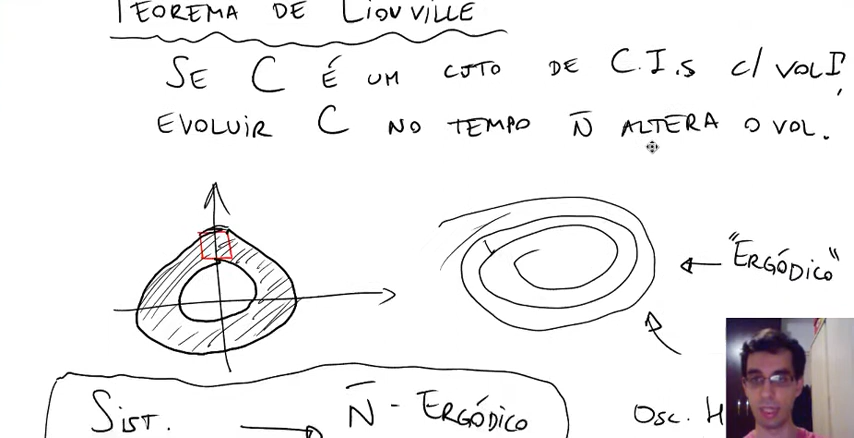 TEOREMA DE LIOUVILLE
SE C É UM CJTO DE C.I.s c/ VOL Γ,
EVOLUIR C NO TEMPO N̄ ALTERA O VOL.
"ERGÓDICO"
SIST. → N̄ - ERGÓDICO
OSC. H